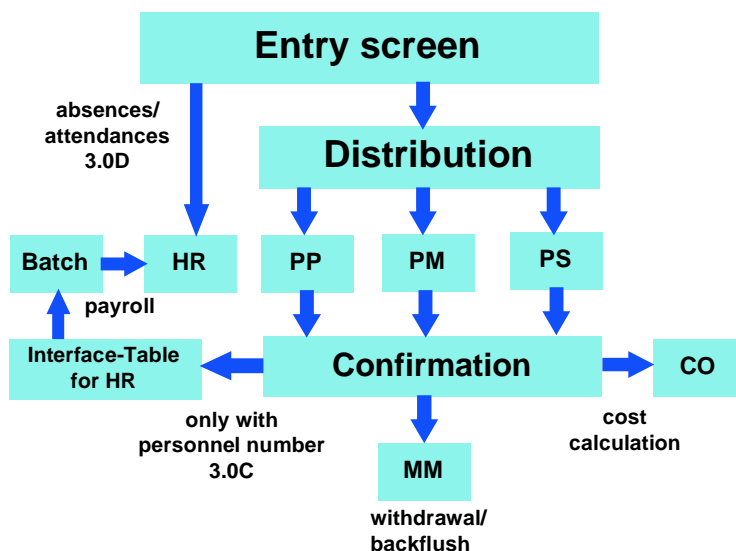 Entry screen
absences/
attendances
3.0D
Distribution
Batch
HR
PP
PM
PS
payroll
Interface-Table
for HR
Confirmation
CO
only with
personnel number
3.0C
cost
calculation
MM
withdrawal/
backflush